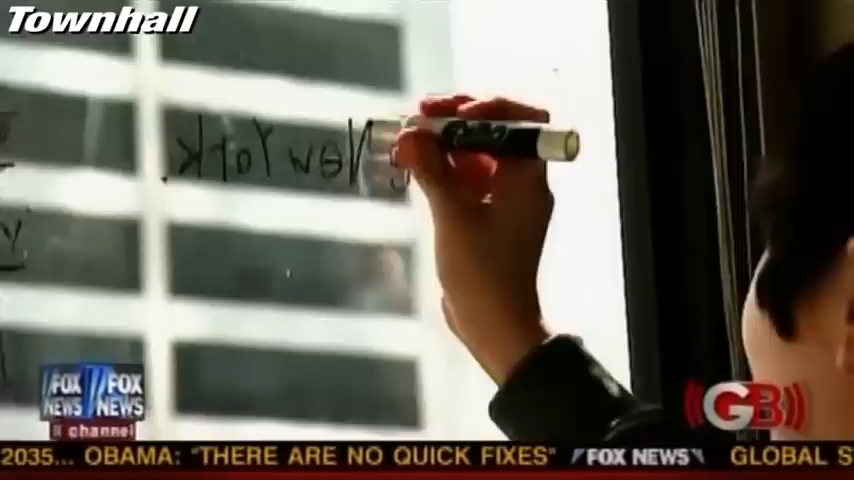 Townhall
New York.
EXPO
FOX NEWS FOX NEWS
channel
GB
2035... OBAMA: "THERE ARE NO QUICK FIXES" FOX NEWS GLOBAL S